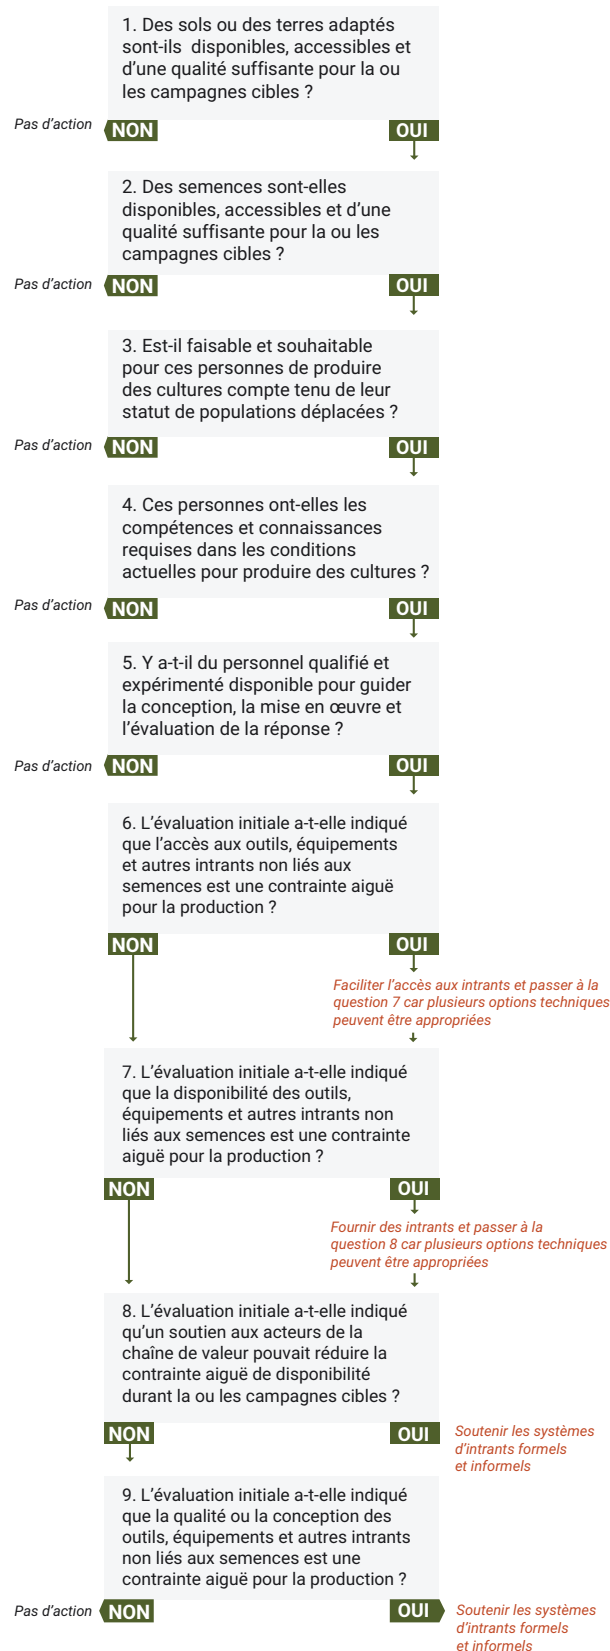 1. Des sols ou des terres adaptés
sont-ils  disponibles, accessibles et
d'une qualité suffisante pour la ou
les campagnes cibles ?
Pas d'action
NON
OUI
2. Des semences sont-elles
disponibles, accessibles et d'une
qualité suffisante pour la ou les
campagnes cibles ?
Pas d'action
NON
OUI
3. Est-il faisable et souhaitable
pour ces personnes de produire
des cultures compte tenu de leur
statut de populations déplacées ?
Pas d'action
NON
OUI
4. Ces personnes ont-elles les
compétences et connaissances
requises dans les conditions
actuelles pour produire des cultures ?
Pas d'action
NON
OUI
5. Y a-t-il du personnel qualifié et
expérimenté disponible pour guider
la conception, la mise en œuvre et
l'évaluation de la réponse ?
Pas d'action
NON
OUI
6. L'évaluation initiale a-t-elle indiqué
que l'accès aux outils, équipements
et autres intrants non liés aux
semences est une contrainte aiguë
pour la production ?
NON
OUI
Faciliter l'accès aux intrants et passer à la
question 7 car plusieurs options techniques
peuvent être appropriées
7. L'évaluation initiale a-t-elle indiqué
que la disponibilité des outils,
équipements et autres intrants non
liés aux semences est une contrainte
aiguë pour la production ?
NON
OUI
Fournir des intrants et passer à la
question 8 car plusieurs options techniques
peuvent être appropriées
8. L'évaluation initiale a-t-elle indiqué
qu'un soutien aux acteurs de la
chaîne de valeur pouvait réduire la
contrainte aiguë de disponibilité
durant la ou les campagnes cibles ?
NON
OUI
Soutenir les systèmes
d'intrants formels
et informels
9. L'évaluation initiale a-t-elle indiqué
que la qualité ou la conception des
outils, équipements et autres intrants
non liés aux semences est une
contrainte aiguë pour la production ?
Pas d'action
NON
OUI
Soutenir les systèmes
d'intrants formels
et informels